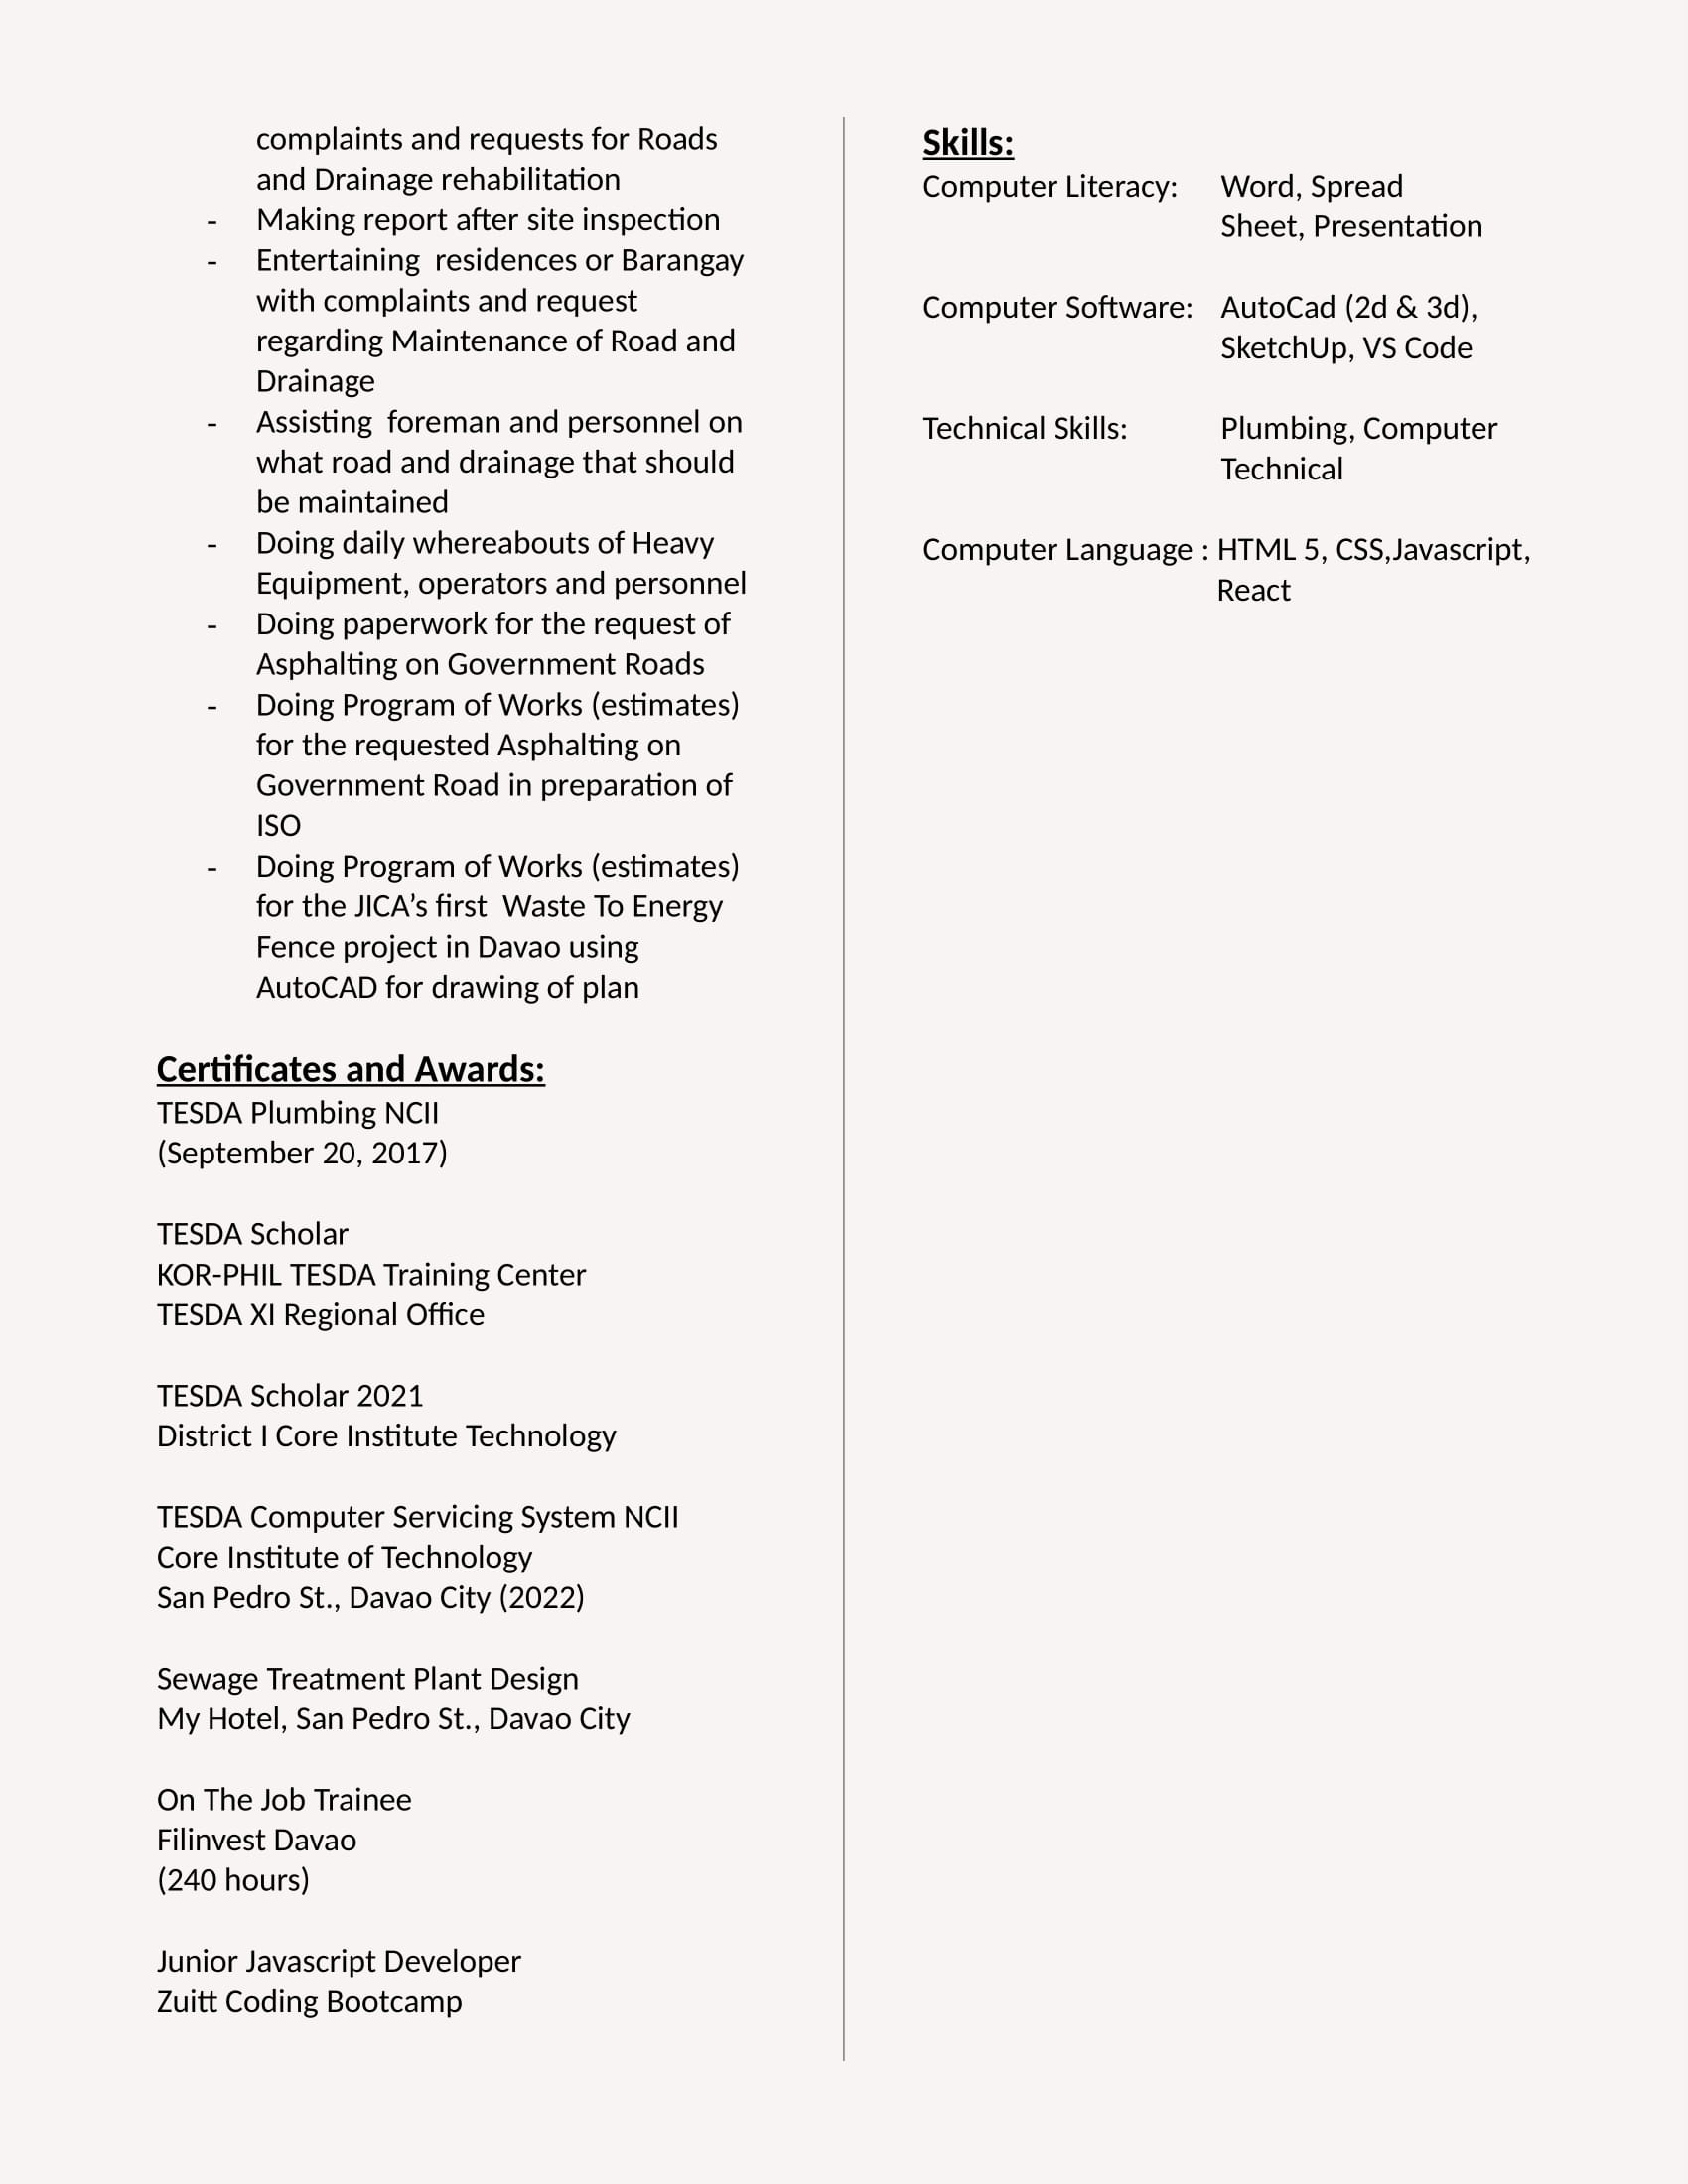 complaints and requests for Roads
and Drainage rehabilitation
- Making report after site inspection
- Entertaining  residences or Barangay
with complaints and request
regarding Maintenance of Road and
Drainage
- Assisting  foreman and personnel on
what road and drainage that should
be maintained
- Doing daily whereabouts of Heavy
Equipment, operators and personnel
- Doing paperwork for the request of
Asphalting on Government Roads
- Doing Program of Works (estimates)
for the requested Asphalting on
Government Road in preparation of
ISO
- Doing Program of Works (estimates)
for the JICA’s first  Waste To Energy
Fence project in Davao using
AutoCAD for drawing of plan
Certificates and Awards:
TESDA Plumbing NCII
(September 20, 2017)
TESDA Scholar
KOR-PHIL TESDA Training Center
TESDA XI Regional Office
TESDA Scholar 2021
District I Core Institute Technology
TESDA Computer Servicing System NCII
Core Institute of Technology
San Pedro St., Davao City (2022)
Sewage Treatment Plant Design
My Hotel, San Pedro St., Davao City
On The Job Trainee
Filinvest Davao
(240 hours)
Junior Javascript Developer
Zuitt Coding Bootcamp
Skills:
Computer Literacy: Word, Spread
Sheet, Presentation
Computer Software: AutoCad (2d & 3d),
SketchUp, VS Code
Technical Skills: Plumbing, Computer
Technical
Computer Language : HTML 5, CSS,Javascript,
React